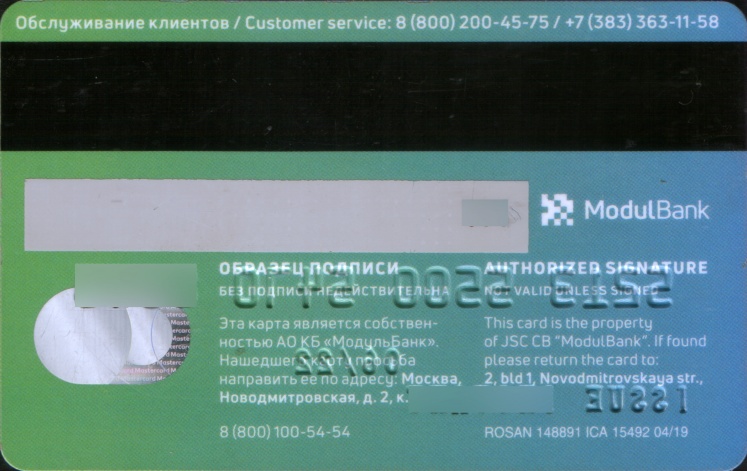 Обслуживание клиентов / Customer service: 8 (800) 200-45-75 / +7 (383) 363-11-58
ModulBank
ОБРАЗЕЦ ПОДПИСИ
БЕЗ ПОДПИСИ НЕДЕЙСТВИТЕЛЬНА
Эта карта является собствен-
ностью АО КБ «МодульБанк».
Нашедшего карту просьба
направить её по адресу: Москва,
Новодмитровская, д. 2, к.
8 (800) 100-54-54
AUTHORIZED SIGNATURE
NOT VALID UNLESS SIGNED
This card is the property
of JSC CB "ModulBank". If found
please return the card to:
2, bld 1, Novodmitrovskaya str.,
ROSAN 148891 ICA 15492 04/19